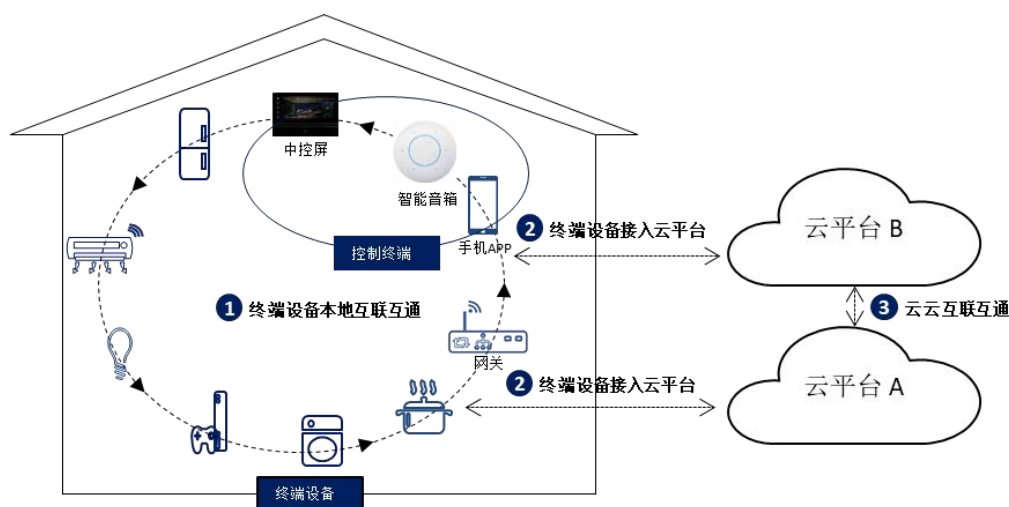 中控屏
智能音箱
手机APP
控制终端
2 终端设备接入云平台
云平台 B
1 终端设备本地互联互通
3 云云互联互通
网关
2 终端设备接入云平台
云平台 A
终端设备